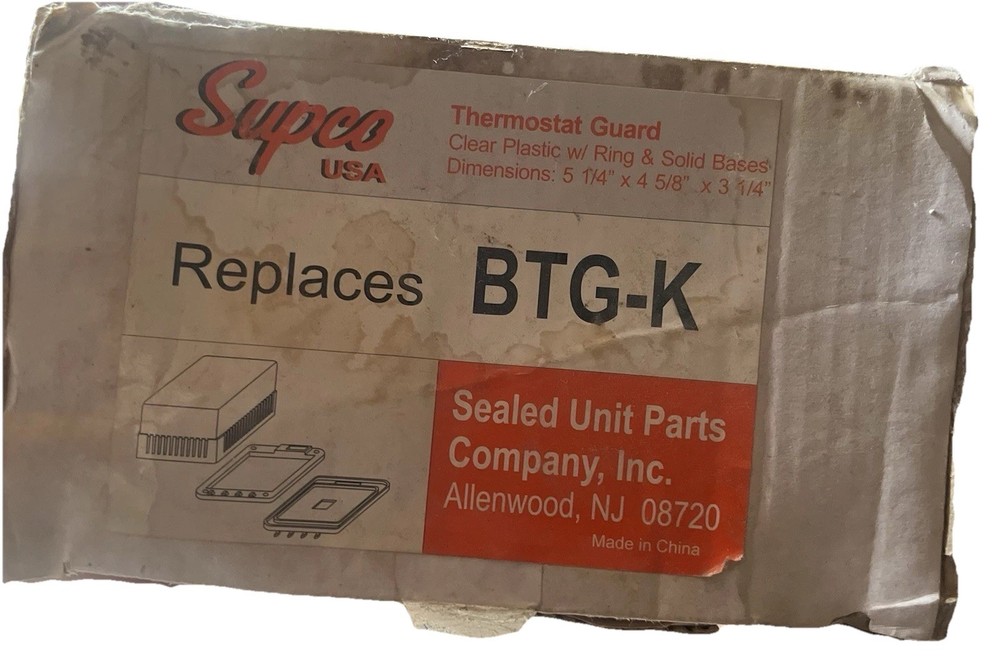 Supco
USA
Thermostat Guard
Clear Plastic w/ Ring & Solid Bases
Dimensions: 5 1/4" x 4 5/8" x 3 1/4"
Replaces BTG-K
Sealed Unit Parts
Company, Inc.
Allenwood, NJ 08720
Made in China